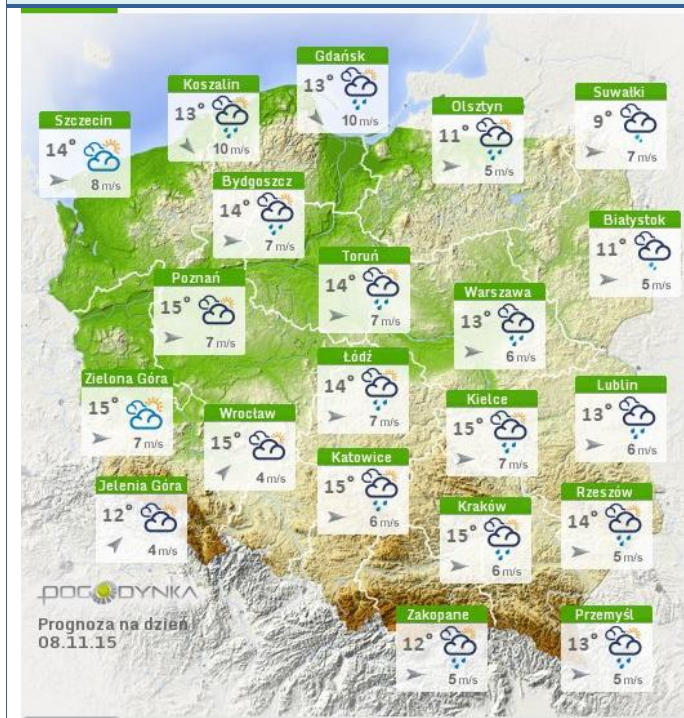 Gdańsk
13°
10 m/s
Koszalin
13°
10 m/s
Suwałki
9°
7 m/s
Olsztyn
11°
5 m/s
Szczecin
14°
8 m/s
Bydgoszcz
14°
7 m/s
Białystok
11°
5 m/s
Toruń
14°
7 m/s
Poznań
15°
7 m/s
Warszawa
13°
6 m/s
Łódź
14°
7 m/s
Zielona Góra
15°
7 m/s
Lublin
13°
6 m/s
Kielce
15°
7 m/s
Wrocław
15°
4 m/s
Katowice
15°
6 m/s
Jelenia Góra
12°
4 m/s
Rzeszów
14°
5 m/s
Kraków
15°
6 m/s
POGODYNKA
Prognoza na dzień
08.11.15
Zakopane
12°
5 m/s
Przemyśl
13°
5 m/s